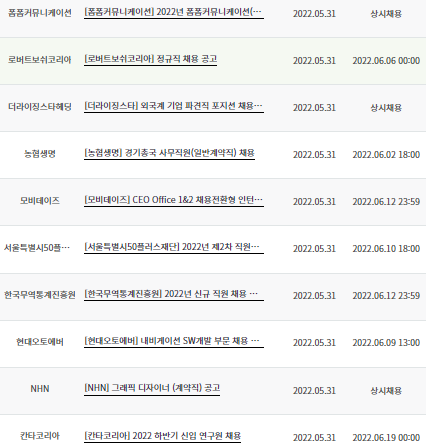 폼폼커뮤니케이션 [폼폼커뮤니케이션] 2022년 폼폼커뮤니케이션(··· 2022.05.31 상시채용
로버트보쉬코리아 [로버트보쉬코리아] 정규직 채용 공고 2022.05.31 2022.06.06 00:00
더라이징스타헤딩 [더라이징스타] 외국계 기업 파견직 포지션 채용··· 2022.05.31 상시채용
농협생명 [농협생명] 경기총국 사무직원(일반계약직) 채용 2022.05.31 2022.06.02 18:00
모비데이즈 [모비데이즈] CEO Office 1&2 채용전환형 인턴··· 2022.05.31 2022.06.12 23:59
서울특별시50플··· [서울특별시50플러스재단] 2022년 제2차 직원··· 2022.05.31 2022.06.10 18:00
한국무역통계진흥원 [한국무역통계진흥원] 2022년 신규 직원 채용 ··· 2022.05.31 2022.06.12 23:59
현대오토에버 [현대오토에버] 내비게이션 SW개발 부문 채용 ··· 2022.05.31 2022.06.09 13:00
NHN [NHN] 그래픽 디자이너 (계약직) 공고 2022.05.31 상시채용
칸타코리아 [칸타코리아] 2022 하반기 신입 연구원 채용 2022.05.31 2022.06.19 00:00